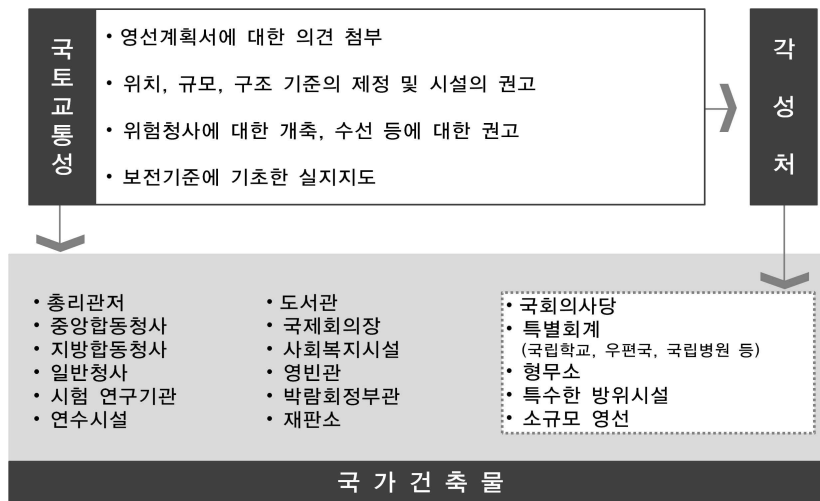 국토교통성
• 영선계획서에 대한 의견 첨부
• 위치, 규모, 구조 기준의 제정 및 시설의 권고
• 위험청사에 대한 개축, 수선 등에 대한 권고
• 보전기준에 기초한 실지지도
각성처
• 총리관저
• 중앙합동청사
• 지방합동청사
• 일반청사
• 시험 연구기관
• 연수시설
• 도서관
• 국제회의장
• 사회복지시설
• 영빈관
• 박람회정부관
• 재판소
• 국회의사당
• 특별회계
(국립학교, 우편국, 국립병원 등)
• 형무소
• 특수한 방위시설
• 소규모 영선
국가건축물